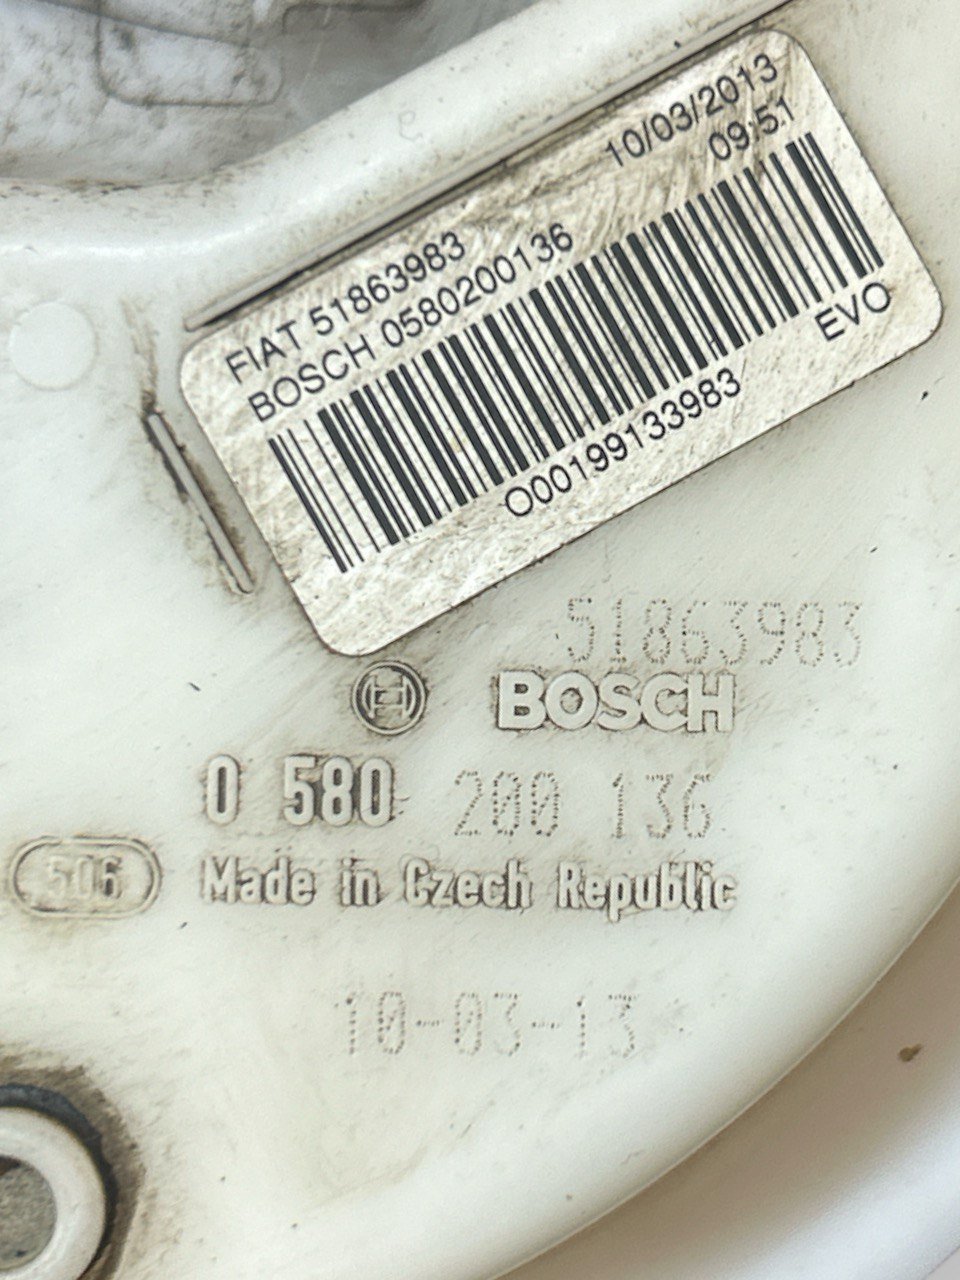 10/03/2013
09:51
FIAT 51863983
BOSCH 0580200136
EVO
O00199133983
51863983
BOSCH
0 580 200 136
506 Made in Czech Republic
10-03-13